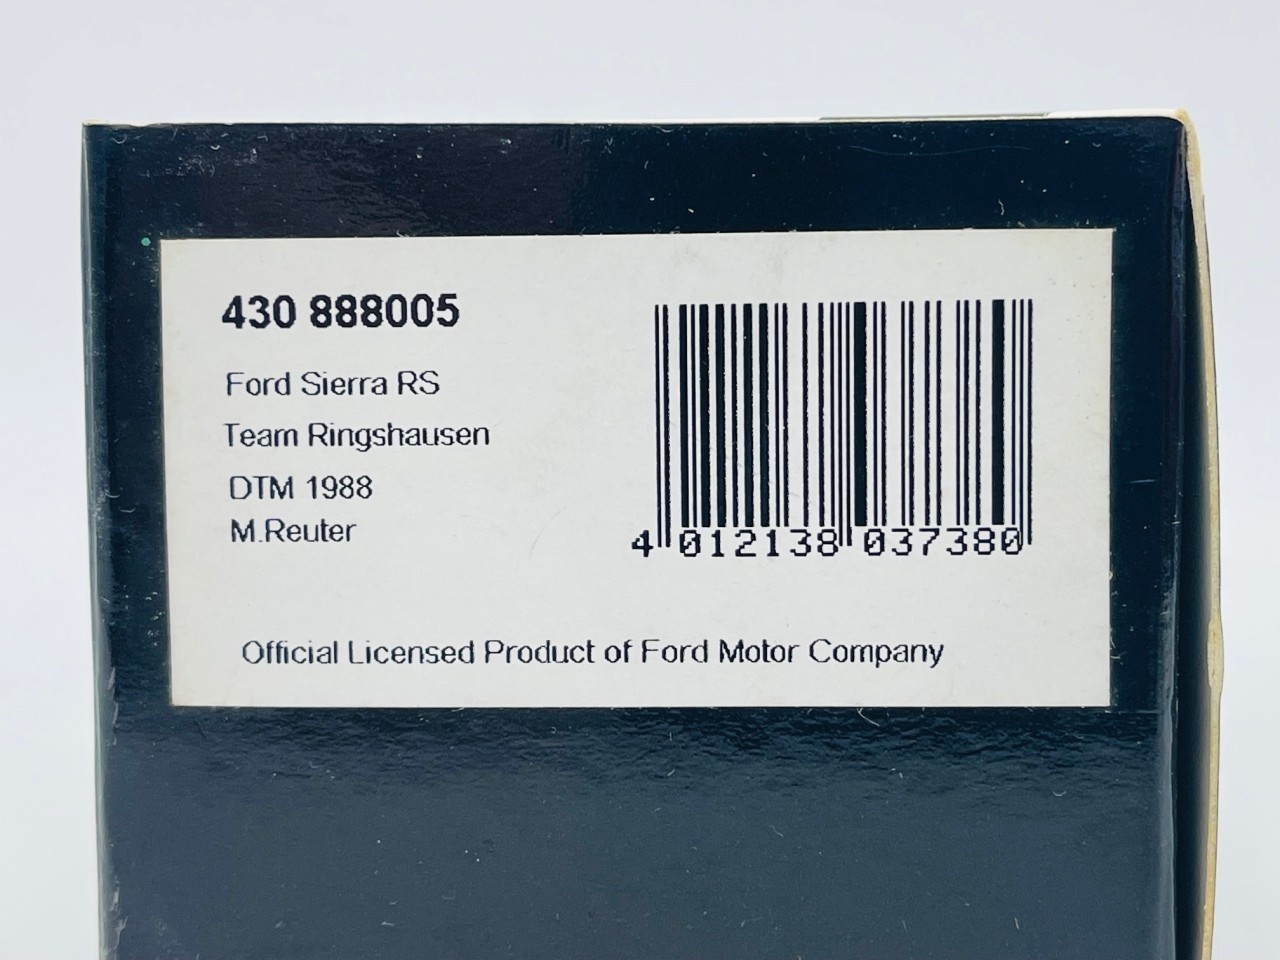 430 888005
Ford Sierra RS
Team Ringshausen
DTM 1988
M.Reuter
4 012138 037380
Official Licensed Product of Ford Motor Company